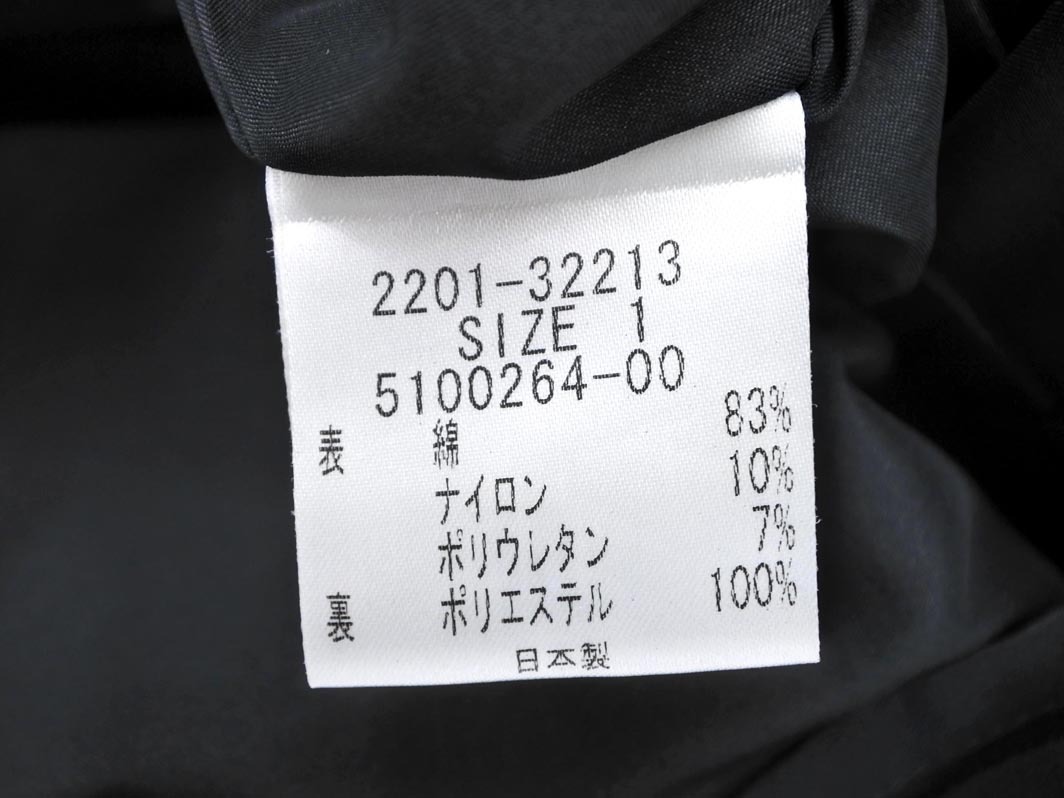 2201-32213
SIZE 1
5100264-00
表 綿 83%
ナイロン 10%
ポリウレタン 7%
裏 ポリエステル 100%
日本製